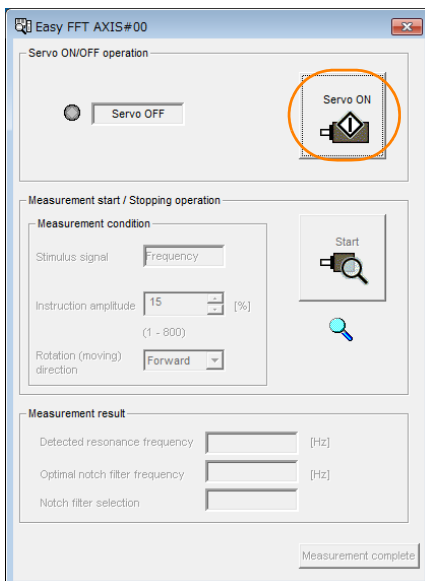 Easy FFT AXIS#00
Servo ON/OFF operation
Servo OFF
Servo ON
Measurement start / Stopping operation
Measurement condition
Stimulus signal Frequency
Instruction amplitude 15 [%]
(1 - 800)
Rotation (moving)
direction Forward
Start
Measurement result
Detected resonance frequency [Hz]
Optimal notch filter frequency [Hz]
Notch filter selection
Measurement complete